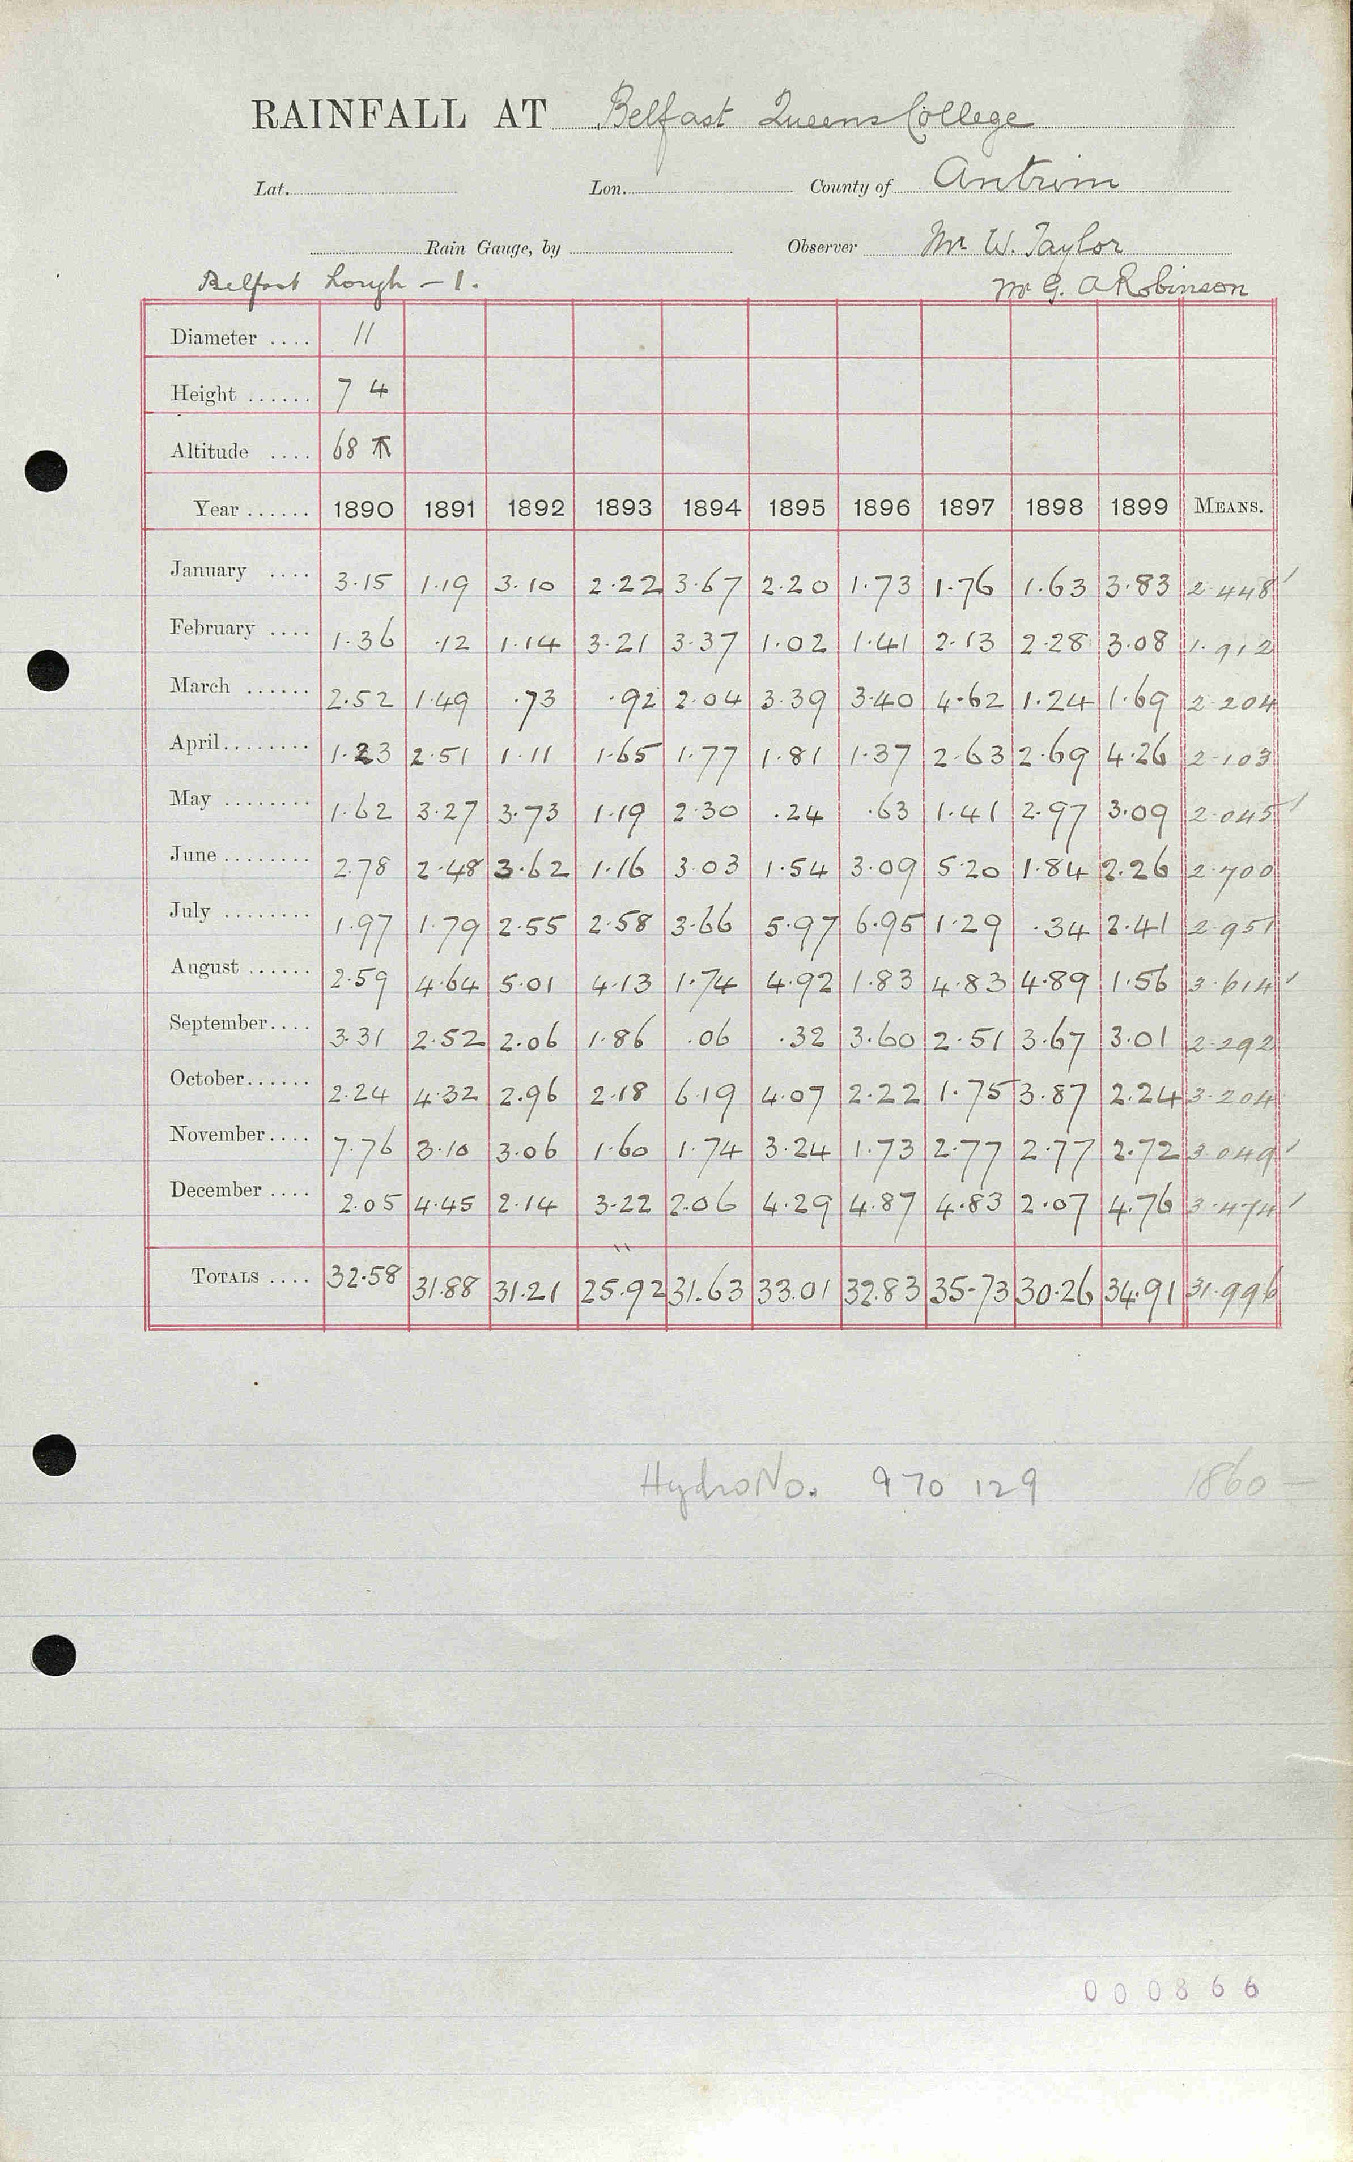 RAINFALL AT Belfast Queens College
Lat. Lon. County of Antrim
Rain Gauge, by Observer Mr W. Taylor
Belfast Lough - 1. Mr G. A Robinson
Diameter .... 11
Height ...... 7 4
Altitude .... 68
Year ...... 1890 1891 1892 1893 1894 1895 1896 1897 1898 1899 MEANS.
January .... 3.15 1.19 3.10 2.22 3.67 2.20 1.73 1.76 1.63 3.83 2.448
February .... 1.36 .12 1.14 3.21 3.37 1.02 1.41 2.13 2.28 3.08 1.912
March ...... 2.52 1.49 .73 .92 2.04 3.39 3.40 4.62 1.24 1.69 2.204
April........ 1.23 2.51 1.11 1.65 1.77 1.81 1.37 2.63 2.69 4.26 2.103
May ........ 1.62 3.27 3.73 1.19 2.30 .24 .63 1.41 2.97 3.09 2.045
June ........ 2.78 2.48 3.62 1.16 3.03 1.54 3.09 5.20 1.84 2.26 2.700
July ........ 1.97 1.79 2.55 2.58 3.66 5.97 6.95 1.29 .34 2.41 2.951
August ...... 2.59 4.64 5.01 4.13 1.74 4.92 1.83 4.83 4.89 1.56 3.614
September.... 3.31 2.52 2.06 1.86 .06 .32 3.60 2.51 3.67 3.01 2.292
October...... 2.24 4.32 2.96 2.18 6.19 4.07 2.22 1.75 3.87 2.24 3.204
November.... 7.76 3.10 3.06 1.60 1.74 3.24 1.73 2.77 2.77 2.72 3.049
December .... 2.05 4.45 2.14 3.22 2.06 4.29 4.87 4.83 2.07 4.76 3.474
TOTALS .... 32.58 31.88 31.21 25.92 31.63 33.01 32.83 35.73 30.26 34.91 31.996
HydroNo. 970 129 1860 —
000866